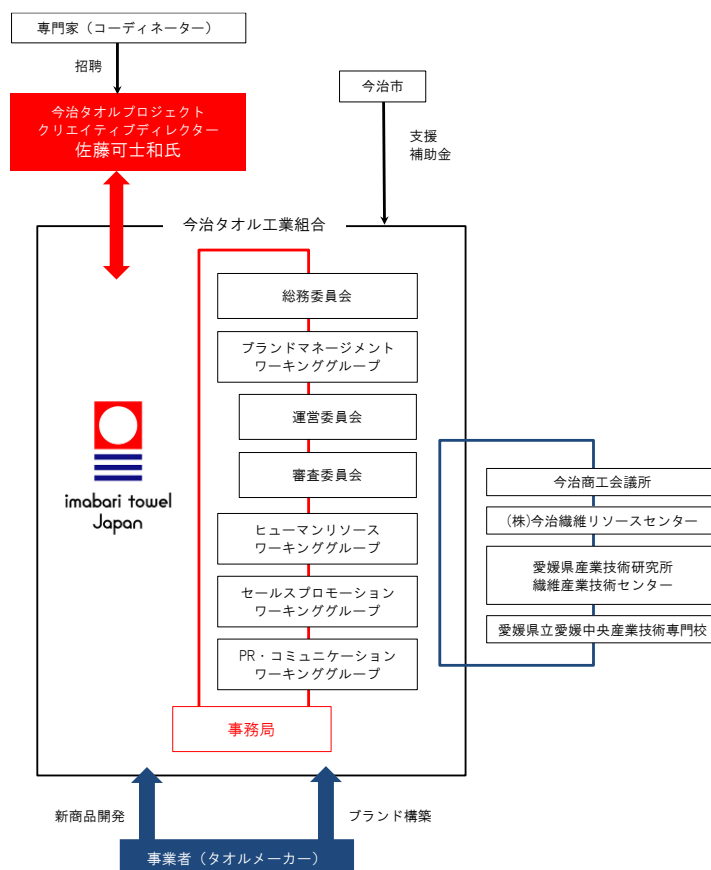 専門家（コーディネーター）
招聘
今治タオルプロジェクト
クリエイティブディレクター
佐藤可士和氏
今治市
支援
補助金
今治タオル工業組合
総務委員会
ブランドマネージメント
ワーキンググループ
運営委員会
審査委員会
ヒューマンリソース
ワーキンググループ
セールスプロモーション
ワーキンググループ
PR・コミュニケーション
ワーキンググループ
事務局
imabari towel
Japan
今治商工会議所
(株)今治繊維リソースセンター
愛媛県産業技術研究所
繊維産業技術センター
愛媛県立愛媛中央産業技術専門校
新商品開発
ブランド構築
事業者（タオルメーカー）